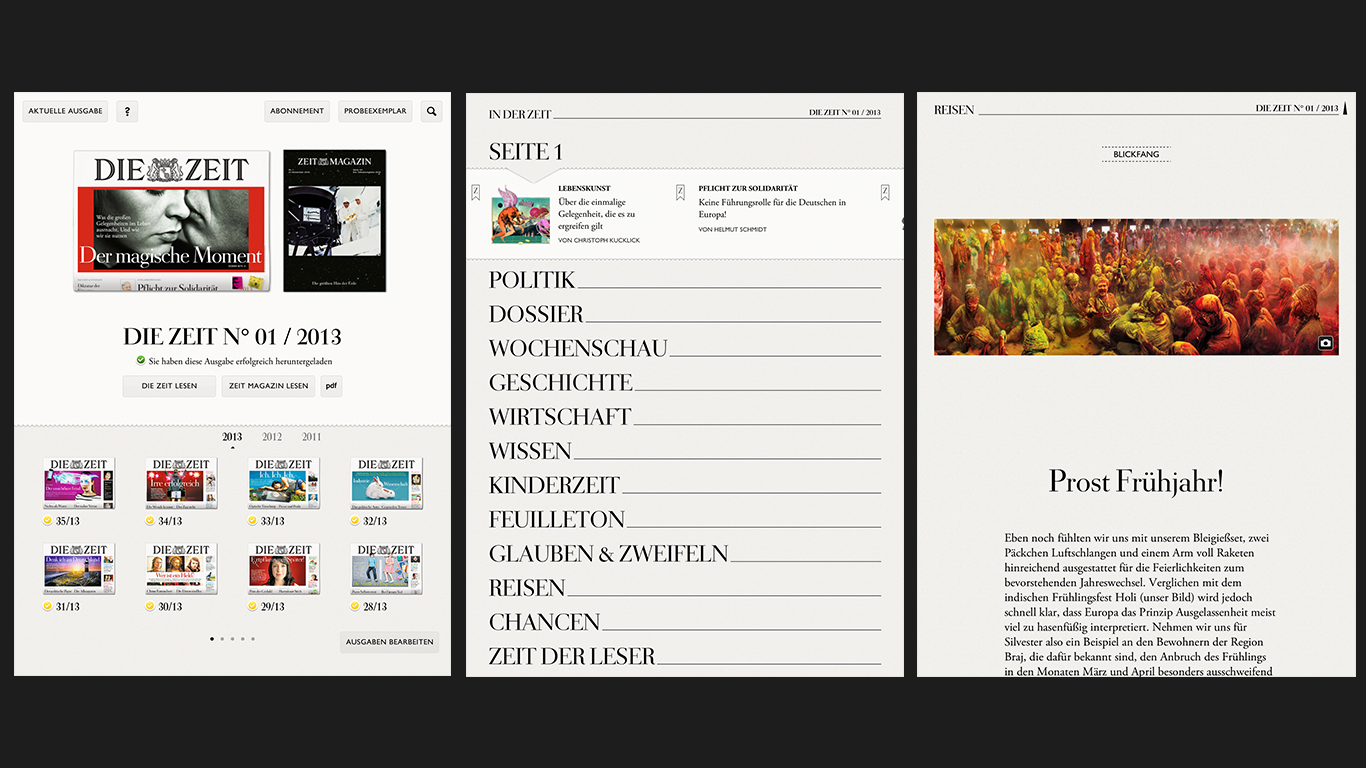 AKTUELLE AUSGABE
?
ABONNEMENT
PROBEEXEMPLAR
DIE ZEIT
Was die großen
Gelegenheiten im Leben
ausmacht. Und wie
wir sie nutzen
Der magische Moment
Pflicht zur Solidarität
ZEIT MAGAZIN
DIE ZEIT N° 01 / 2013
Sie haben diese Ausgabe erfolgreich heruntergeladen
DIE ZEIT LESEN
ZEIT MAGAZIN LESEN
pdf
2013 2012 2011
DIE ZEIT
DIE ZEIT
Irre erfolgreich
DIE ZEIT
Ich, Ich, Ich
DIE ZEIT
35/13
34/13
33/13
32/13
DIE ZEIT
DIE ZEIT
Wer ist ein Held?
DIE ZEIT
DIE ZEIT
31/13
30/13
29/13
28/13
AUSGABEN BEARBEITEN
IN DER ZEIT
DIE ZEIT N° 01 / 2013
SEITE 1
Z
LEBENSKUNST
Über die einmalige
Gelegenheit, die es zu
ergreifen gilt
VON CHRISTOPH KUCKLICK
Z
PFLICHT ZUR SOLIDARITÄT
Keine Führungsrolle für die Deutschen in
Europa!
VON HELMUT SCHMIDT
Z
POLITIK
DOSSIER
WOCHENSCHAU
GESCHICHTE
WIRTSCHAFT
WISSEN
KINDERZEIT
FEUILLETON
GLAUBEN & ZWEIFELN
REISEN
CHANCEN
ZEIT DER LESER
REISEN
DIE ZEIT N° 01 / 2013
BLICKFANG
Prost Frühjahr!
Eben noch fühlten wir uns mit unserem Bleigießset, zwei
Päckchen Luftschlangen und einem Arm voll Raketen
hinreichend ausgestattet für die Feierlichkeiten zum
bevorstehenden Jahreswechsel. Verglichen mit dem
indischen Frühlingsfest Holi (unser Bild) wird jedoch
schnell klar, dass Europa das Prinzip Ausgelassenheit meist
viel zu hasenfüßig interpretiert. Nehmen wir uns für
Silvester also ein Beispiel an den Bewohnern der Region
Braj, die dafür bekannt sind, den Anbruch des Frühlings
in den Monaten März und April besonders ausschweifend